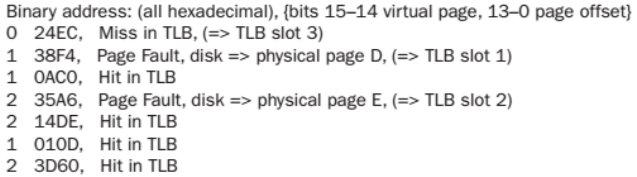 Binary address: (all hexadecimal), {bits 15–14 virtual page, 13–0 page offset}
0 24EC, Miss in TLB, (=> TLB slot 3)
1 38F4, Page Fault, disk => physical page D, (=> TLB slot 1)
1 0AC0, Hit in TLB
2 35A6, Page Fault, disk => physical page E, (=> TLB slot 2)
2 14DE, Hit in TLB
1 010D, Hit in TLB
2 3D60, Hit in TLB